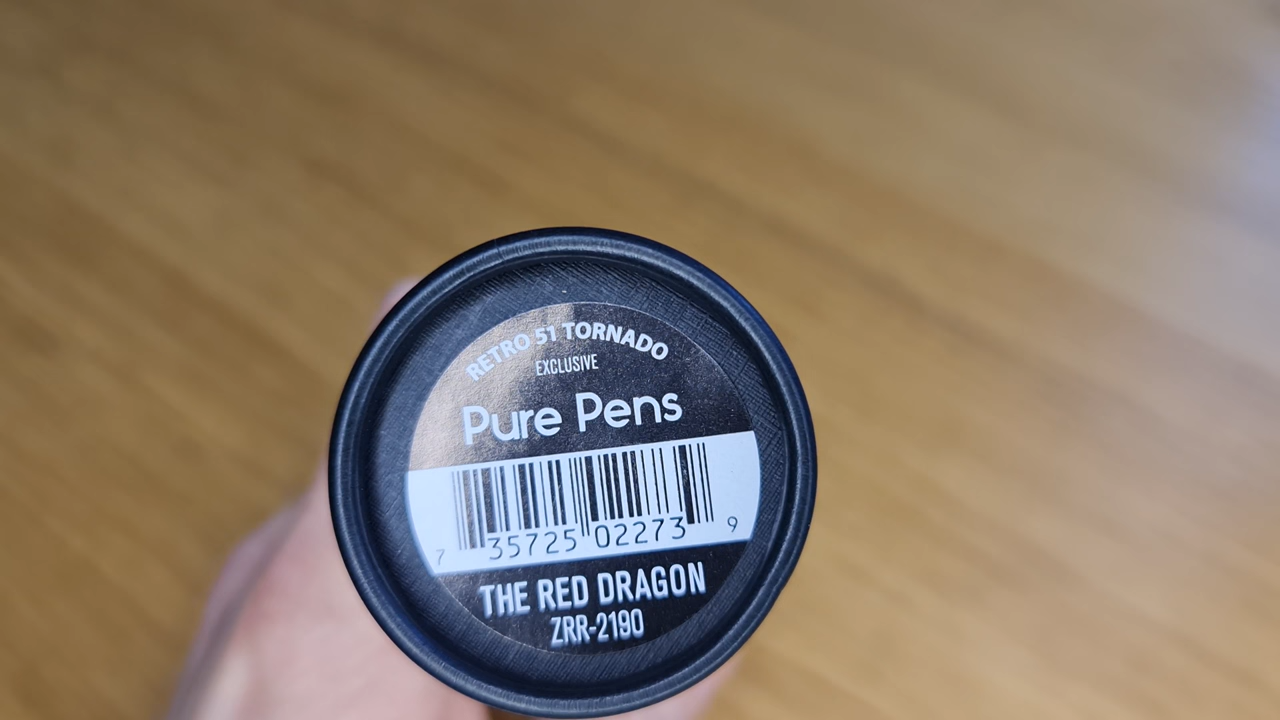 RETRO 51 TORNADO
EXCLUSIVE
Pure Pens
7 35725 02273 9
THE RED DRAGON
ZRR-2190